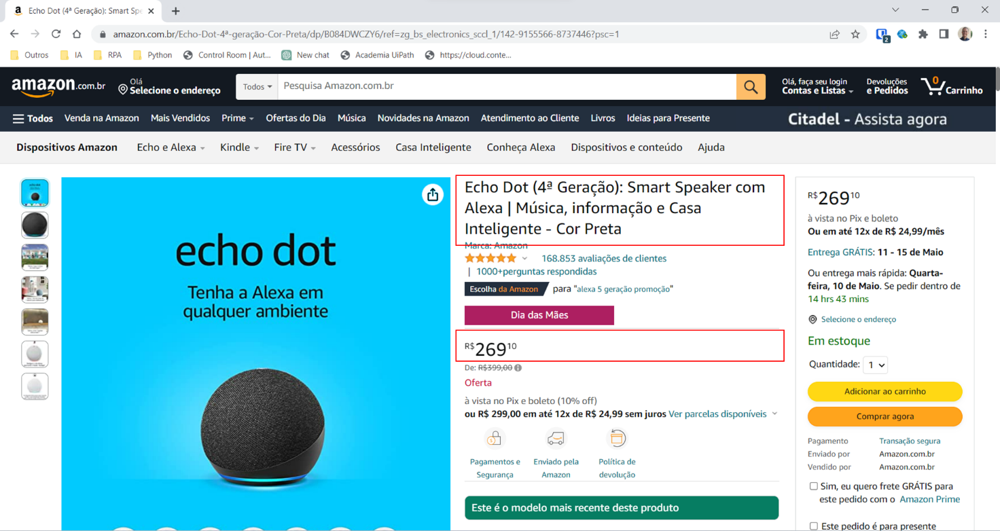 Echo Dot (4ª Geração): Smart Spe
amazon.com.br/Echo-Dot-4ª-geração-Cor-Preta/dp/B084DWCZY6/ref=zg_bs_electronics_sccl_1/142-9155566-8737446?psc=1
2
Outros IA RPA Python Control Room | Aut... New chat Academia UiPath https://cloud.conte...
amazon.com.br
Olá
Selecione o endereço
Todos
Pesquisa Amazon.com.br
Olá, faça seu login
Contas e Listas
Devoluções
e Pedidos
0
Carrinho
Todos Venda na Amazon Mais Vendidos Prime Ofertas do Dia Música Novidades na Amazon Atendimento ao Cliente Livros Ideias para Presente
Citadel - Assista agora
Dispositivos Amazon Echo e Alexa Kindle Fire TV Acessórios Casa Inteligente Conheça Alexa Dispositivos e conteúdo Ajuda
echo dot
Tenha a Alexa em
qualquer ambiente
Echo Dot (4ª Geração): Smart Speaker com
Alexa | Música, informação e Casa
Inteligente - Cor Preta
Marca: Amazon
168.853 avaliações de clientes
| 1000+perguntas respondidas
Escolha da Amazon para "alexa 5 geração promoção"
Dia das Mães
R$26910
De: R$399,00
Oferta
à vista no Pix e boleto (10% off)
ou R$ 299,00 em até 12x de R$ 24,99 sem juros Ver parcelas disponíveis
Pagamentos e
Segurança
Enviado pela
Amazon
Política de
devolução
Este é o modelo mais recente deste produto
R$26910
à vista no Pix e boleto
Ou em até 12x de R$ 24,99/mês
Entrega GRÁTIS: 11 - 15 de Maio
Ou entrega mais rápida: Quarta-
feira, 10 de Maio. Se pedir dentro de
14 hrs 43 mins
Selecione o endereço
Em estoque
Quantidade: 1
Adicionar ao carrinho
Comprar agora
Pagamento Transação segura
Enviado por Amazon.com.br
Vendido por Amazon.com.br
Sim, eu quero frete GRÁTIS para
este pedido com o Amazon Prime
Este pedido é para presente